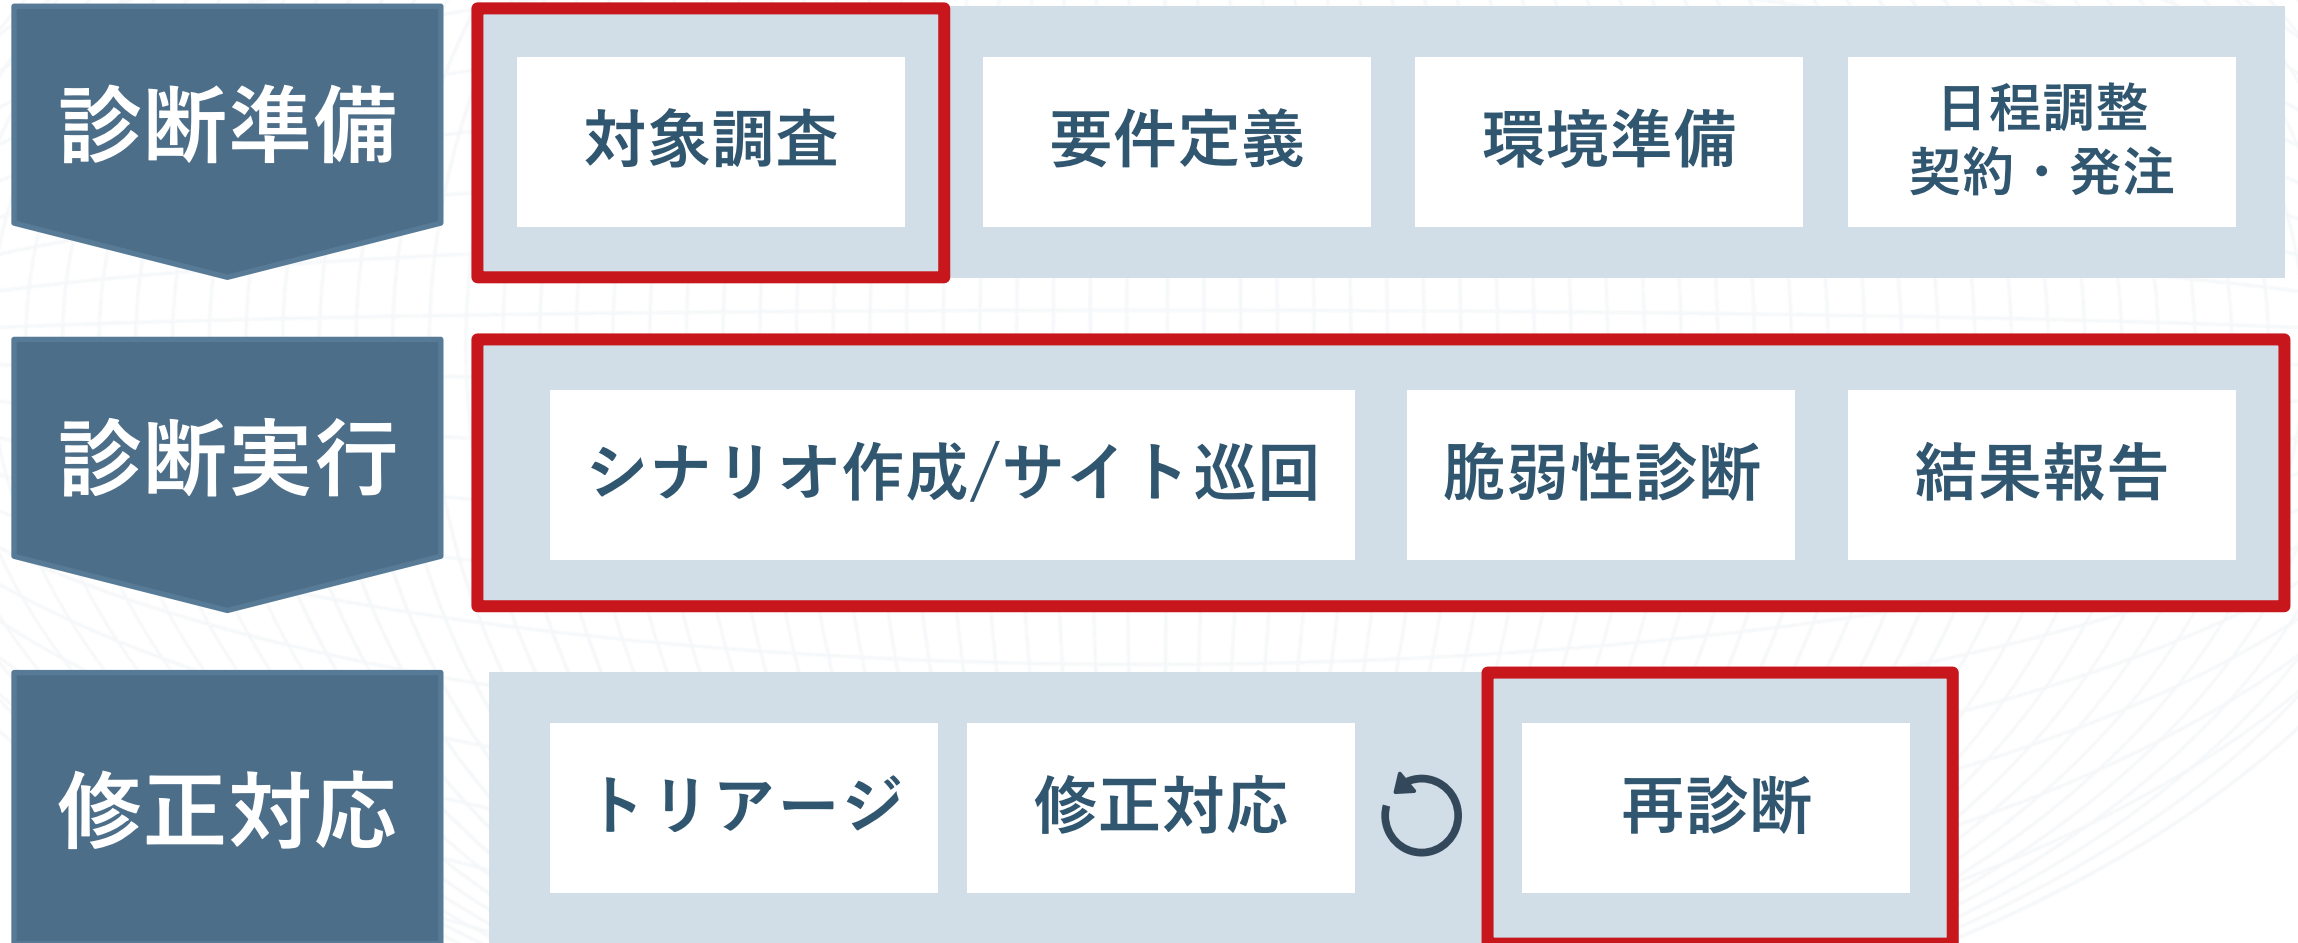 診断準備
対象調査
要件定義
環境準備
日程調整
契約・発注
診断実行
シナリオ作成/サイト巡回
脆弱性診断
結果報告
修正対応
トリアージ
修正対応
再診断